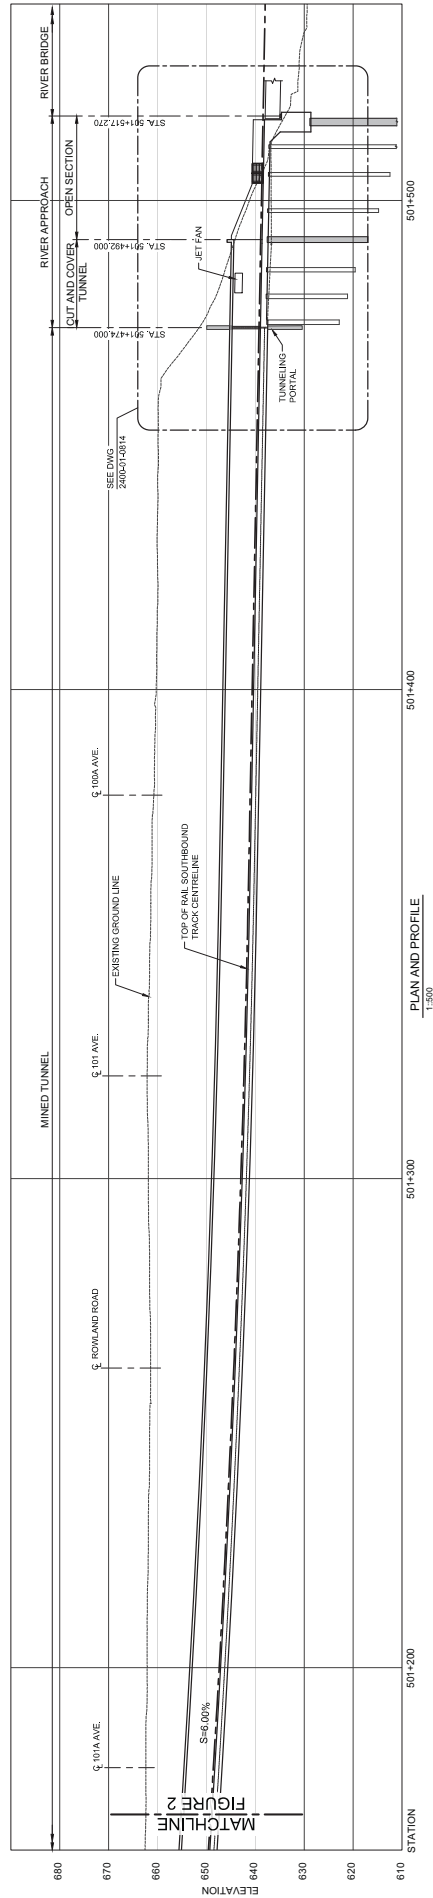 MINED TUNNEL
RIVER APPROACH
RIVER BRIDGE
CUT AND COVER
TUNNEL
OPEN SECTION
STA. 501+474.000
STA. 501+492.000
STA. 501+517.270
SEE DWG
2400-01-0814
JET FAN
TUNNELING
PORTAL
℄ 101A AVE.
℄ ROWLAND ROAD
℄ 101 AVE.
℄ 100A AVE.
EXISTING GROUND LINE
TOP OF RAIL SOUTHBOUND
TRACK CENTRELINE
S=6.00%
MATCHLINE
FIGURE 2
680
670
660
650
640
630
620
610
ELEVATION
STATION
501+200
501+300
501+400
501+500
PLAN AND PROFILE
1:500